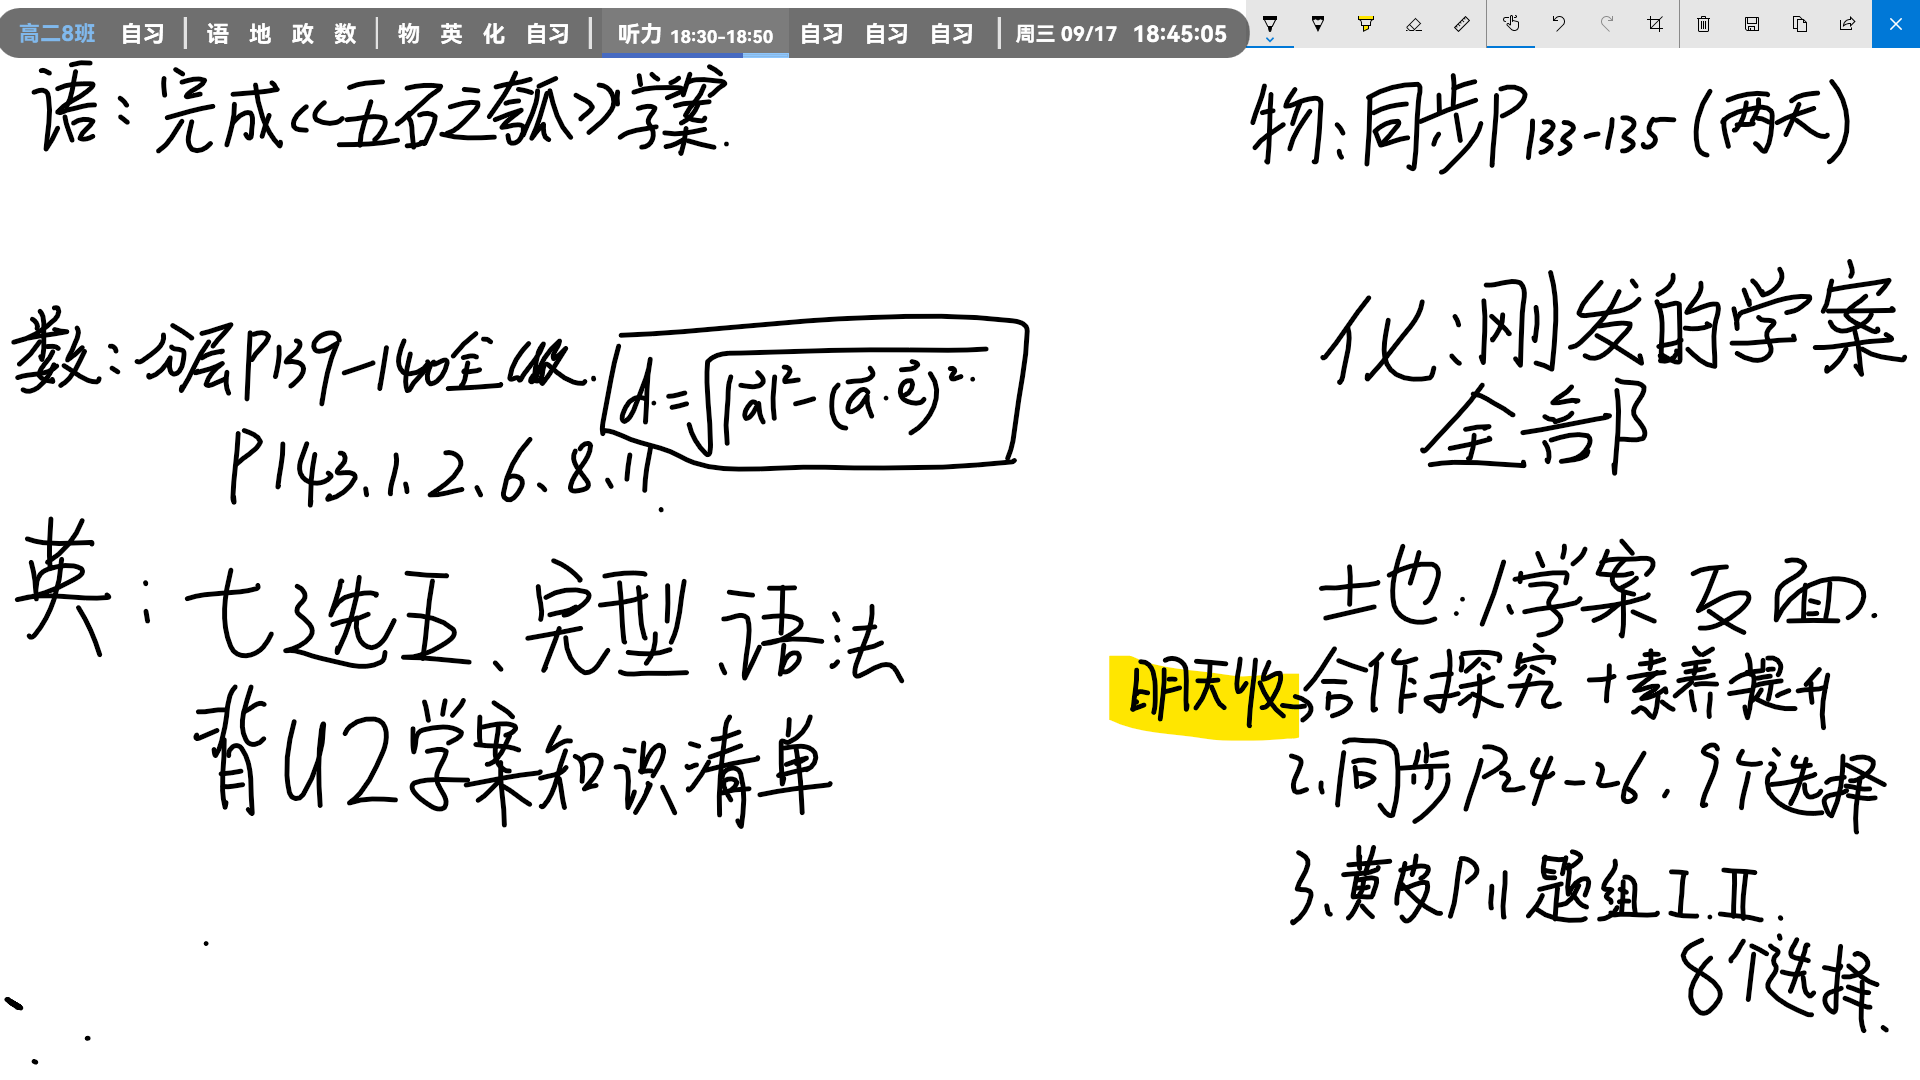 高二8班 自习 | 语 地 政 数 | 物 英 化 自习 | 听力 18:30-18:50 自习 自习 自习 | 周三 09/17 18:45:05
语：完成《五石之瓠》学案.
数：分层P139-140全做.
d=√|a⃗|²-(a⃗·e⃗)².
P143、1、2、6、8、11
英：七选五、完型、语法
背U2学案知识清单
物：同步P133-135(两天)
化：刚发的学案
全部
地：1.学案反面.
明天收→合作探究+素养提升
2、同步P24-26.9个选择
3、黄皮P11题组I.II.
8个选择.